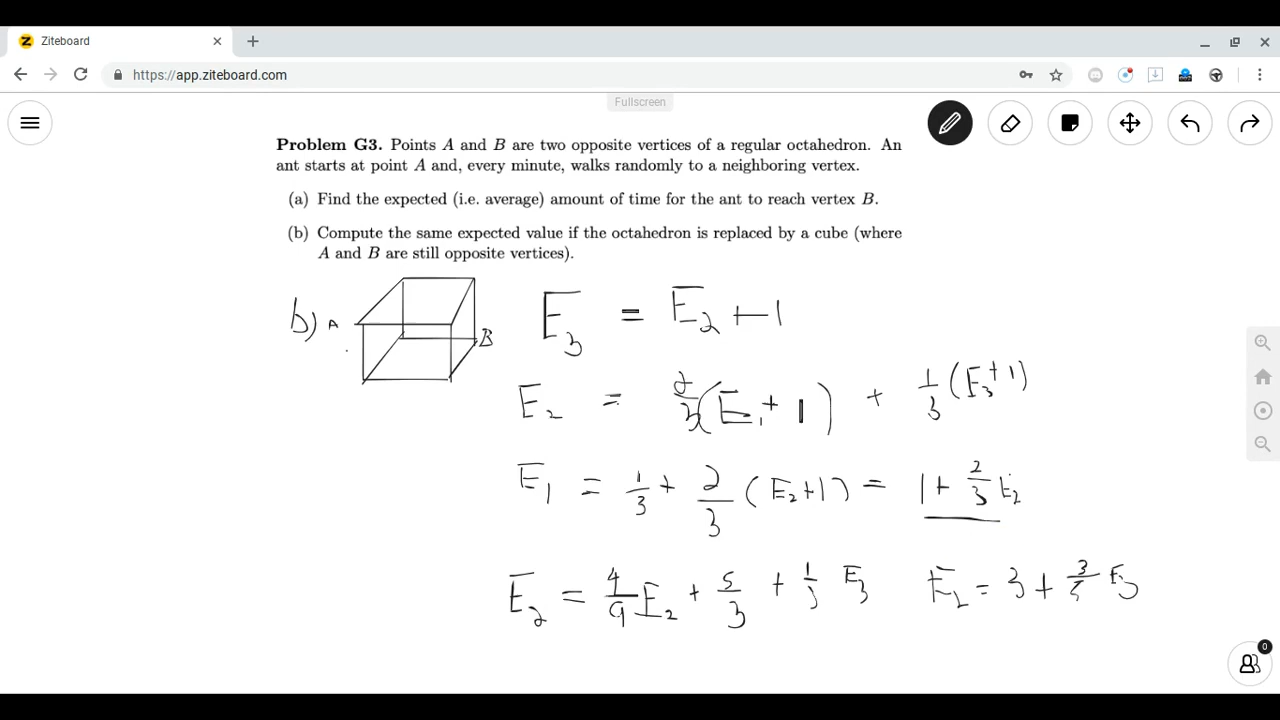 Ziteboard
https://app.ziteboard.com
Fullscreen
Problem G3. Points A and B are two opposite vertices of a regular octahedron. An
ant starts at point A and, every minute, walks randomly to a neighboring vertex.
(a) Find the expected (i.e. average) amount of time for the ant to reach vertex B.
(b) Compute the same expected value if the octahedron is replaced by a cube (where
A and B are still opposite vertices).
b) A B
E₃ = E₂ + 1
E₂ = 2/3 (E₁ + 1) + 1/3 (E₃ + 1)
E₁ = 1/3 + 2/3 (E₂ + 1) = 1 + 2/3 E₂
E₂ = 4/9 E₂ + 5/3 + 1/3 E₃ E₂ = 3 + 3/5 E₃
0